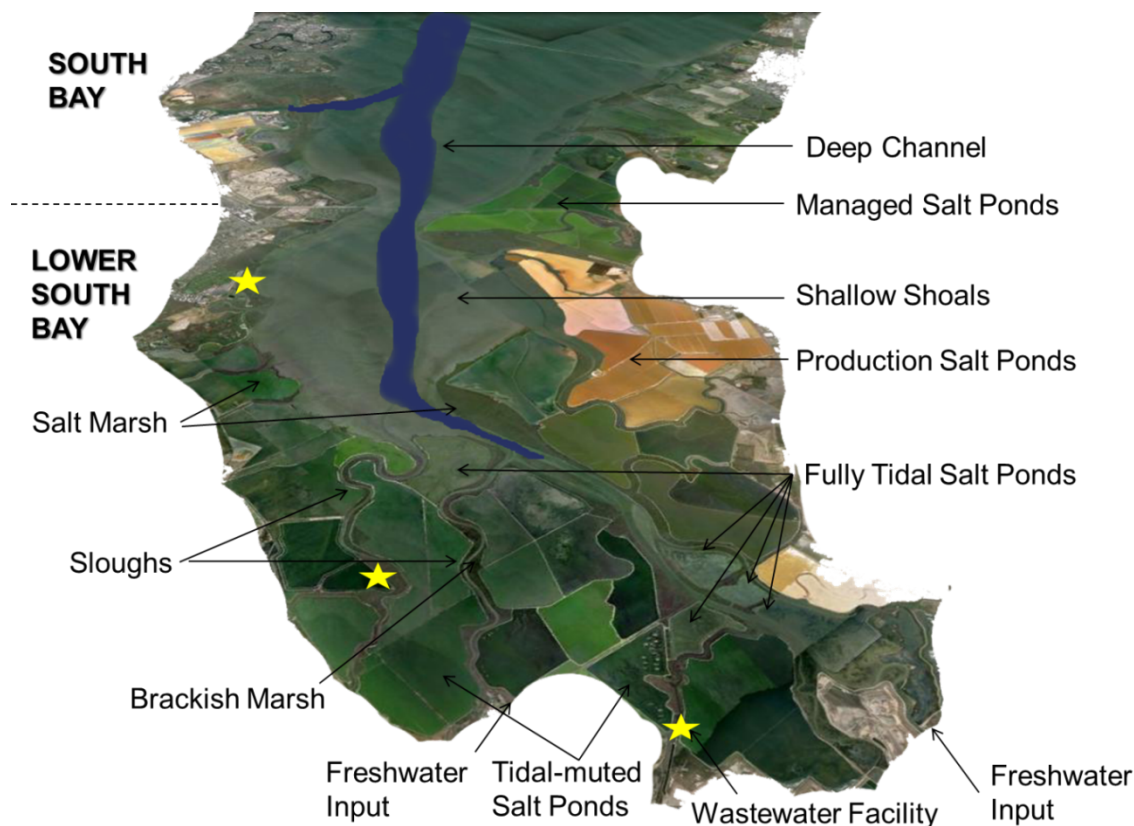 SOUTH
BAY
Deep Channel
Managed Salt Ponds
LOWER
SOUTH
BAY
Shallow Shoals
Production Salt Ponds
Salt Marsh
Fully Tidal Salt Ponds
Sloughs
Brackish Marsh
Freshwater
Input
Tidal-muted
Salt Ponds
Wastewater Facility
Freshwater
Input